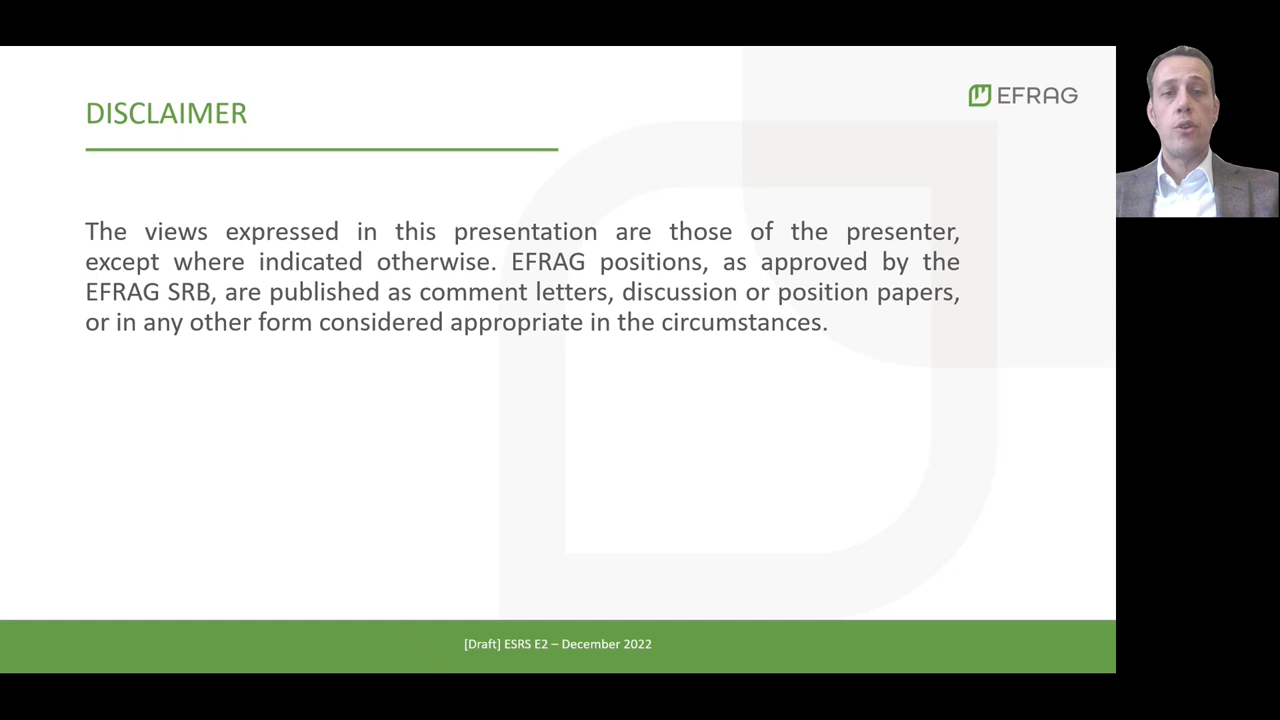 DISCLAIMER
EFRAG
The views expressed in this presentation are those of the presenter,
except where indicated otherwise. EFRAG positions, as approved by the
EFRAG SRB, are published as comment letters, discussion or position papers,
or in any other form considered appropriate in the circumstances.
[Draft] ESRS E2 – December 2022